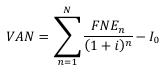 VAN = \sum_{n=1}^{N} \frac{FNE_n}{(1+i)^n} - I_0